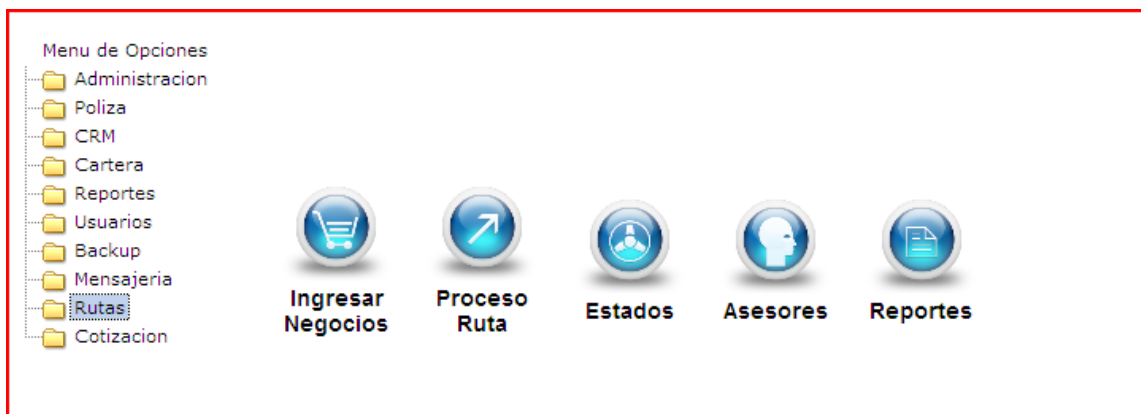 Menu de Opciones
Administracion
Poliza
CRM
Cartera
Reportes
Usuarios
Backup
Mensajeria
Rutas
Cotizacion
Ingresar
Negocios
Proceso
Ruta
Estados
Asesores
Reportes